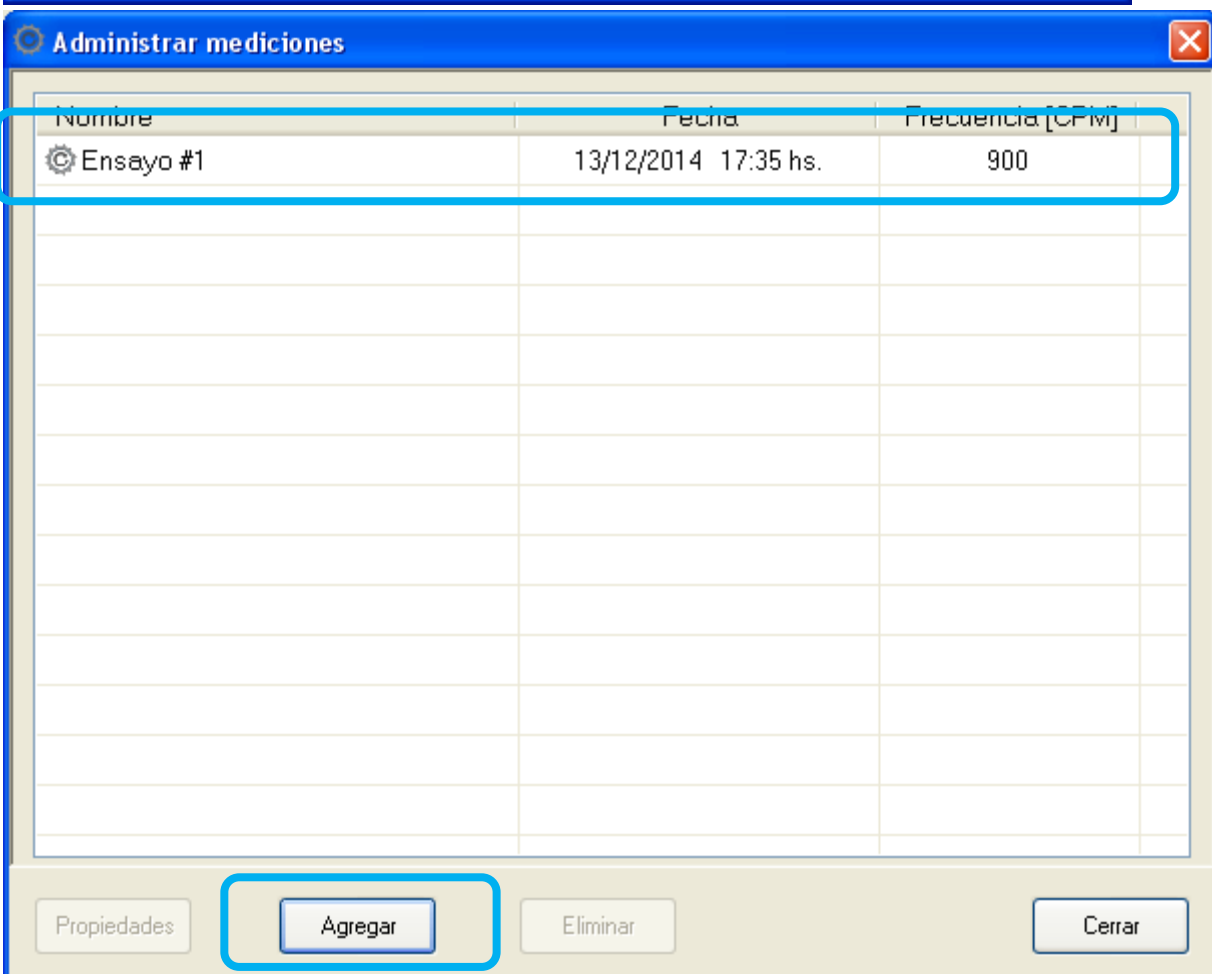 Administrar mediciones
Nombre Fecha Frecuencia [CPM]
Ensayo #1 13/12/2014 17:35 hs. 900
Propiedades Agregar Eliminar Cerrar